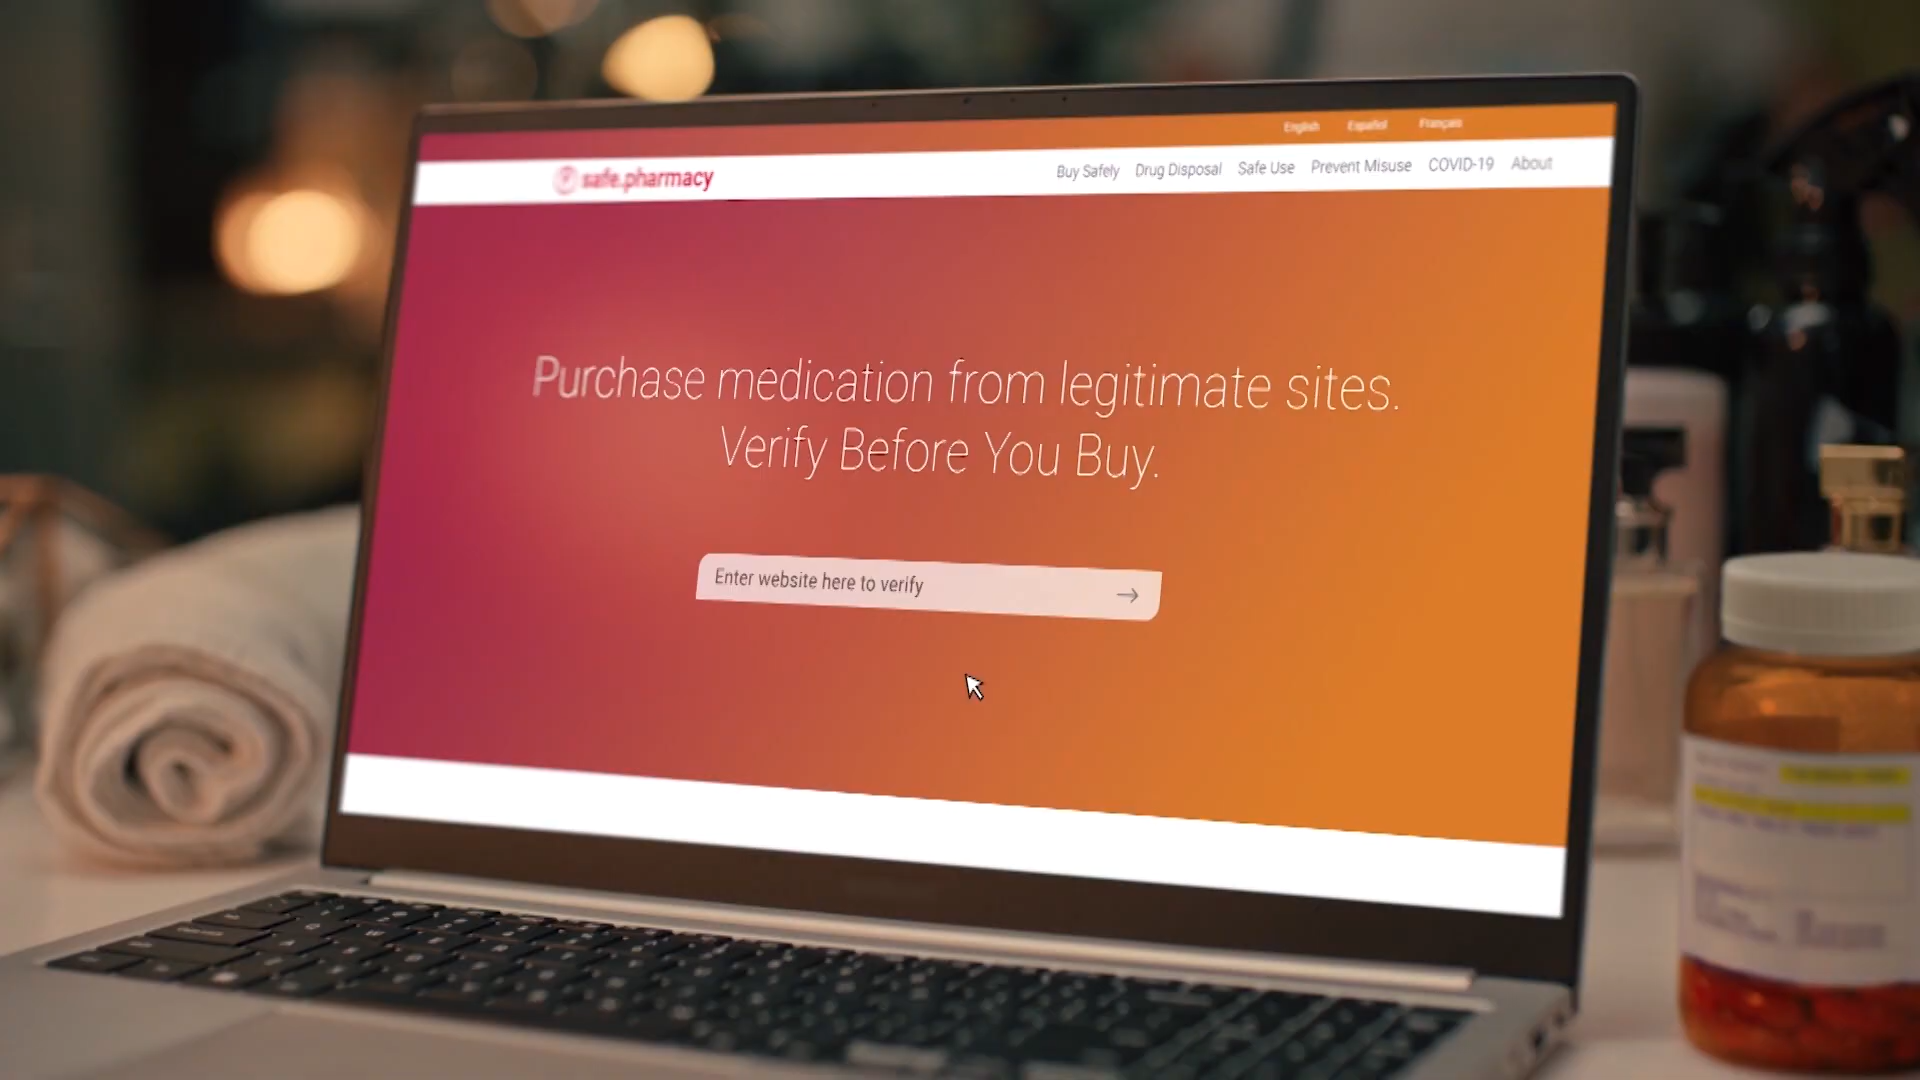 English Español Français
safe.pharmacy
Buy Safely Drug Disposal Safe Use Prevent Misuse COVID-19 About
Purchase medication from legitimate sites.
Verify Before You Buy.
Enter website here to verify